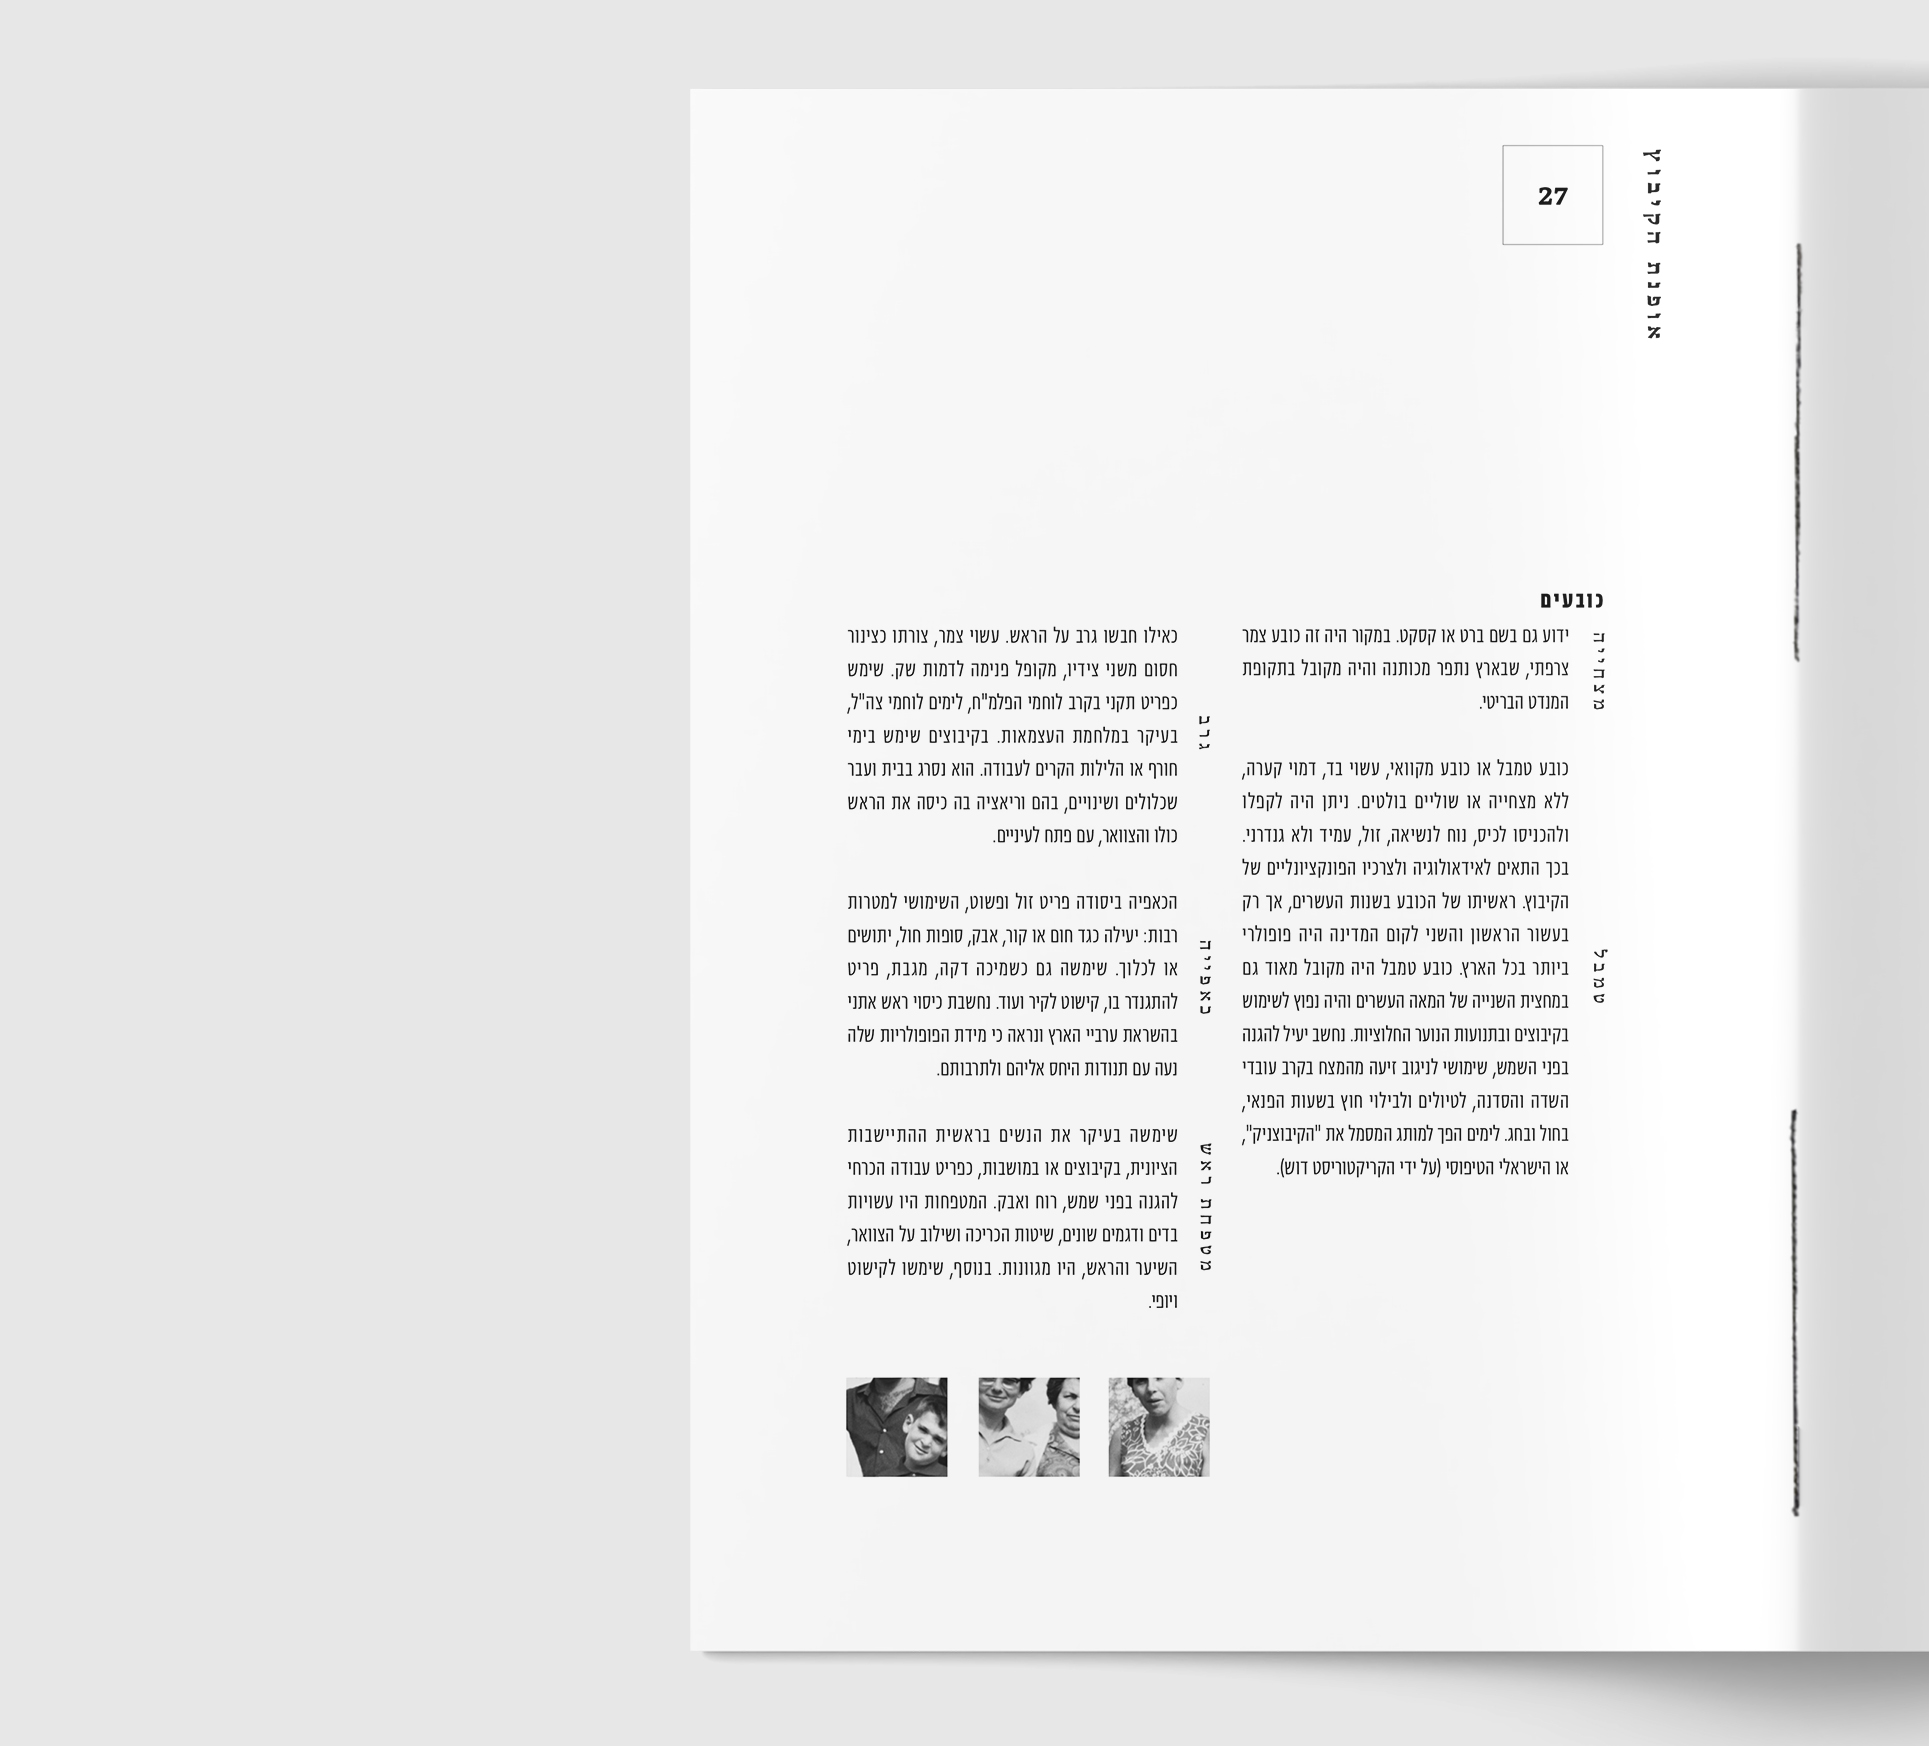 אופנת הקיבוץ
27
כובעים
מצחייה
ידוע גם בשם ברט או קסקט. במקור היה זה כובע צמר
צרפתי, שבארץ נתפר מכותנה והיה מקובל בתקופת
המנדט הבריטי.
טמבל
כובע טמבל או כובע מקוואי, עשוי בד, דמוי קערה,
ללא מצחייה או שוליים בולטים. ניתן היה לקפלו
ולהכניסו לכיס, נוח לנשיאה, זול, עמיד ולא גנדרני.
בכך התאים לאידאולוגיה ולצרכיו הפונקציונליים של
הקיבוץ. ראשיתו של הכובע בשנות העשרים, אך רק
בעשור הראשון והשני לקום המדינה היה פופולרי
ביותר בכל הארץ. כובע טמבל היה מקובל מאוד גם
במחצית השנייה של המאה העשרים והיה נפוץ לשימוש
בקיבוצים ובתנועות הנוער החלוציות. נחשב יעיל להגנה
בפני השמש, שימושי לניגוב זיעה מהמצח בקרב עובדי
השדה והסדנה, לטיולים ולבילוי חוץ בשעות הפנאי,
בחול ובחג. לימים הפך למותג המסמל את "הקיבוצניק",
או הישראלי הטיפוסי (על ידי הקריקטוריסט דוש).
גרב
כאילו חבשו גרב על הראש. עשוי צמר, צורתו כצינור
חסום משני צידיו, מקופל פנימה לדמות שק. שימש
כפריט תקני בקרב לוחמי הפלמ"ח, לימים לוחמי צה"ל,
בעיקר במלחמת העצמאות. בקיבוצים שימש בימי
חורף או הלילות הקרים לעבודה. הוא נסרג בבית ועבר
שכלולים ושינויים, בהם וריאציה בה כיסה את הראש
כולו והצוואר, עם פתח לעיניים.
כאפייה
הכאפיה ביסודה פריט זול ופשוט, השימושי למטרות
רבות: יעילה כגד חום או קור, אבק, סופות חול, יתושים
או לכלוך. שימשה גם כשמיכה דקה, מגבת, פריט
להתגנדר בו, קישוט לקיר ועוד. נחשבת כיסוי ראש אתני
בהשראת ערביי הארץ ונראה כי מידת הפופולריות שלה
נעה עם תנודות היחס אליהם ולתרבותם.
מטפחת ראש
שימשה בעיקר את הנשים בראשית ההתיישבות
הציונית, בקיבוצים או במושבות, כפריט עבודה הכרחי
להגנה בפני שמש, רוח ואבק. המטפחות היו עשויות
בדים ודגמים שונים, שיטות הכריכה ושילוב על הצוואר,
השיער והראש, היו מגוונות. בנוסף, שימשו לקישוט
ויופי.